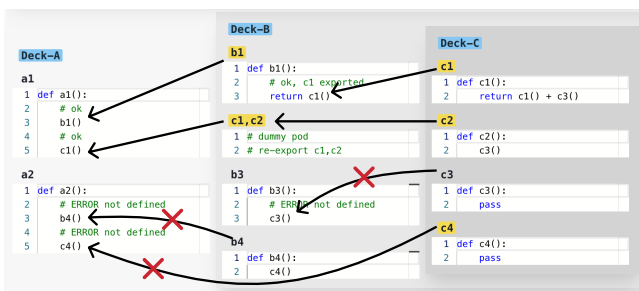 Deck-A
a1
1 def a1():
2 # ok
3 b1()
4 # ok
5 c1()
a2
1 def a2():
2 # ERROR not defined
3 b4()
4 # ERROR not defined
5 c4()
Deck-B
b1
1 def b1():
2 # ok, c1 exported
3 return c1()
c1,c2
1 # dummy pod
2 # re-export c1,c2
b3
1 def b3():
2 # ERROR not defined
3 c3()
b4
1 def b4():
2 c4()
Deck-C
c1
1 def c1():
2 return c1() + c3()
c2
1 def c2():
2 c3()
c3
1 def c3():
2 pass
c4
1 def c4():
2 pass